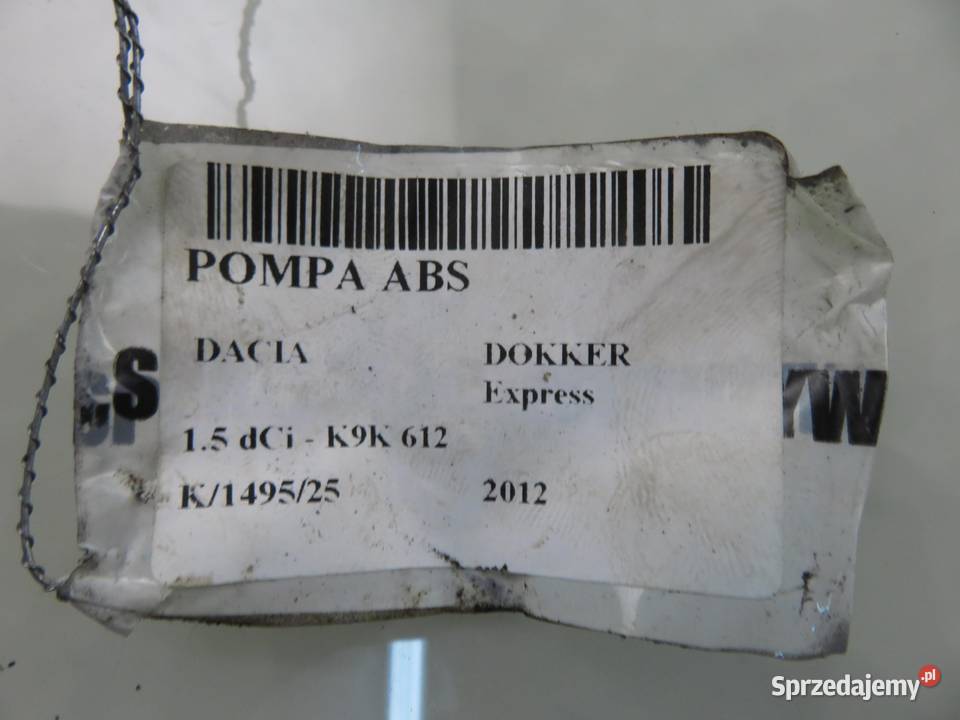 POMPA ABS
DACIA DOKKER
Express
1.5 dCi - K9K 612
K/1495/25 2012
Sprzedajemy.pl